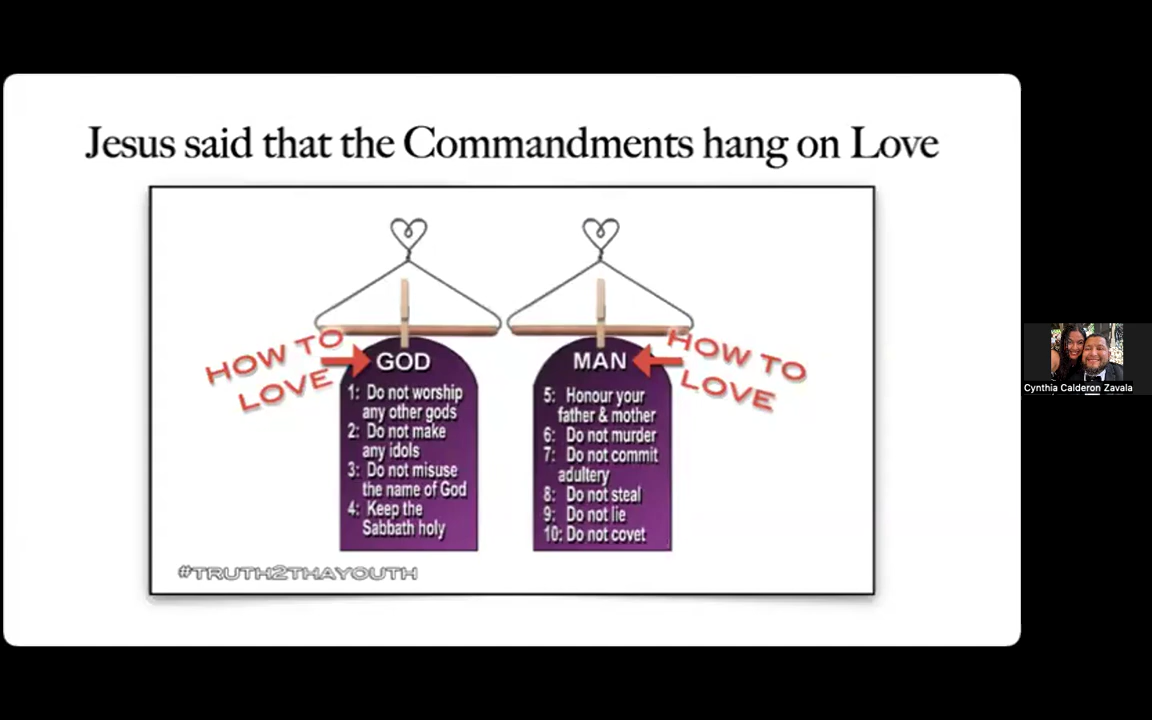 Jesus said that the Commandments hang on Love
HOW TO
LOVE
GOD
1: Do not worship
any other gods
2: Do not make
any idols
3: Do not misuse
the name of God
4: Keep the
Sabbath holy
MAN
HOW TO
LOVE
5: Honour your
father & mother
6: Do not murder
7: Do not commit
adultery
8: Do not steal
9: Do not lie
10: Do not covet
#TRUTH2THAYOUTH
Cynthia Calderon Zavala